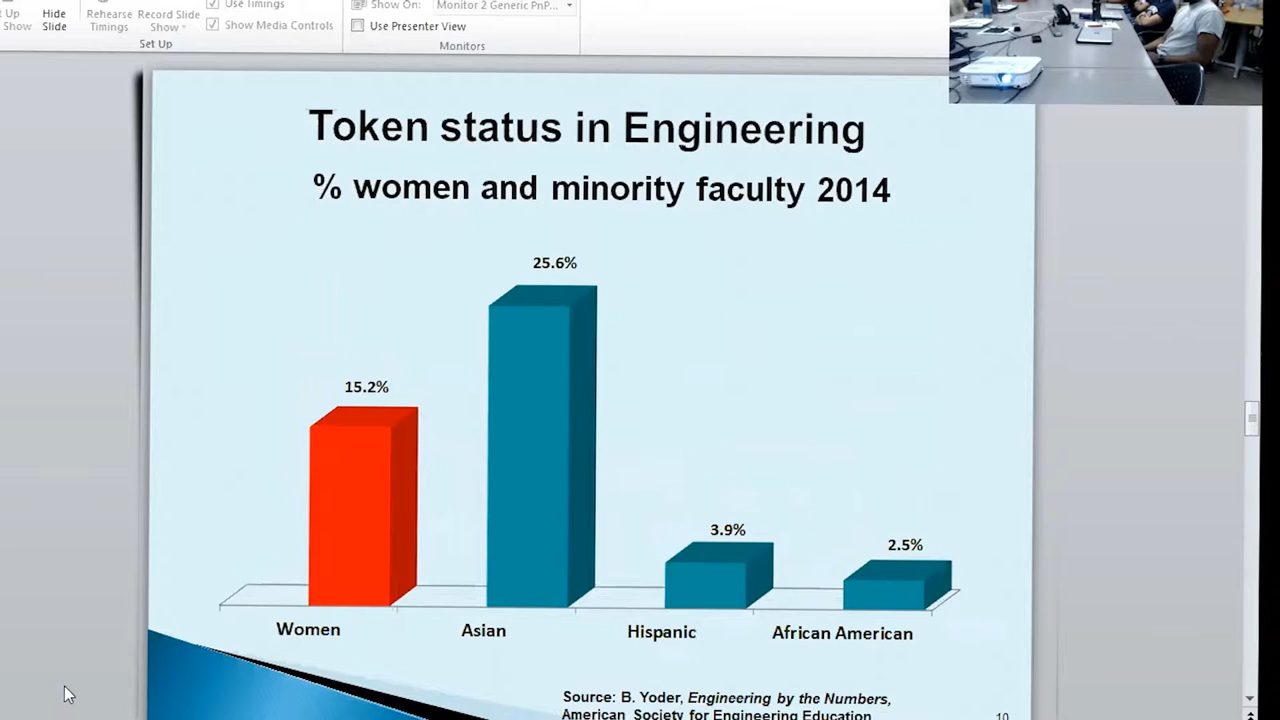 Up Show
Hide Slide
Rehearse Timings
Record Slide Show
Use Timings
Show Media Controls
Set Up
Show On:
Monitor 2 Generic PnP...
Use Presenter View
Monitors
Token status in Engineering
% women and minority faculty 2014
25.6%
15.2%
3.9%
2.5%
Women Asian Hispanic African American
Source: B. Yoder, Engineering by the Numbers,
American Society for Engineering Education
10